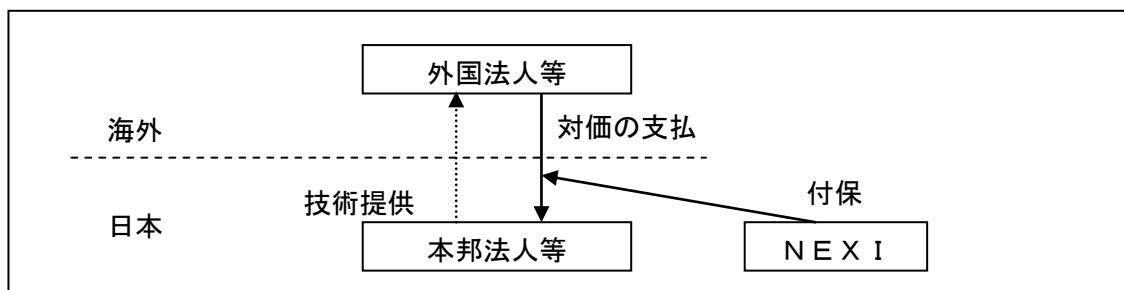 外国法人等
海外
対価の支払
技術提供
付保
日本
本邦法人等
ＮＥＸＩ